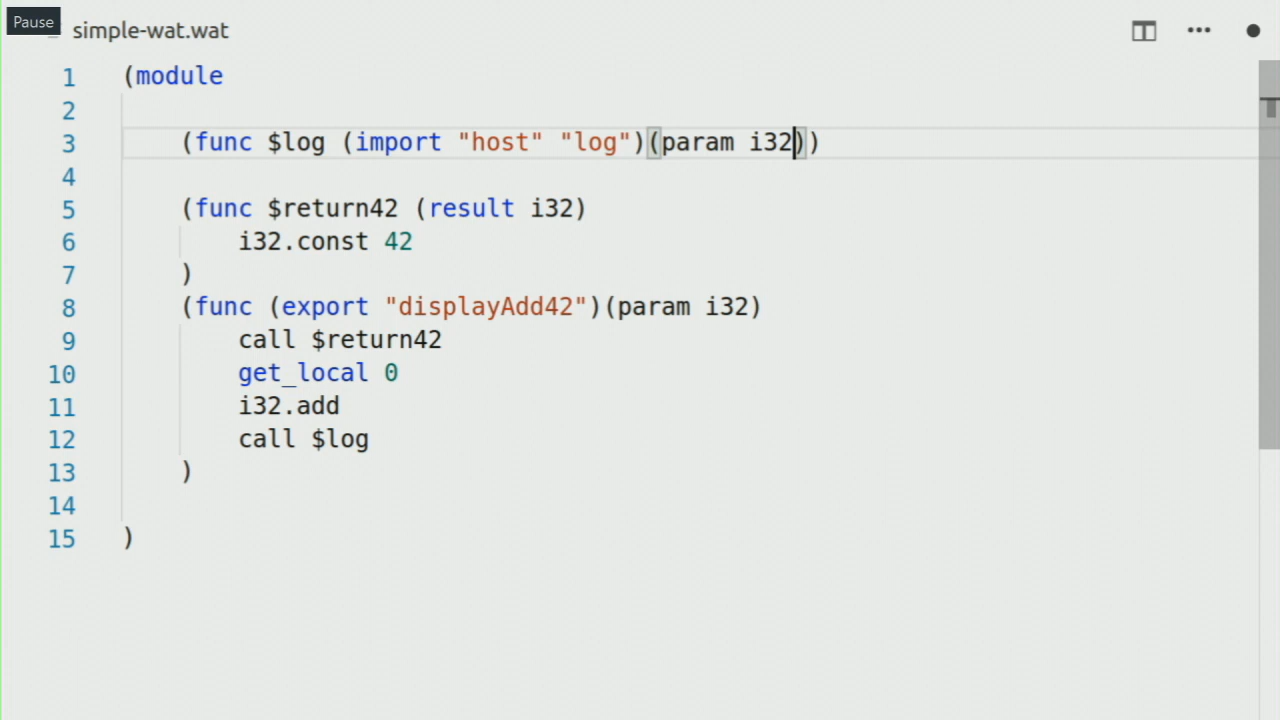 Pause
simple-wat.wat
1 (module
2
3 (func $log (import "host" "log")(param i32))
4
5 (func $return42 (result i32)
6 i32.const 42
7 )
8 (func (export "displayAdd42")(param i32)
9 call $return42
10 get_local 0
11 i32.add
12 call $log
13 )
14
15 )